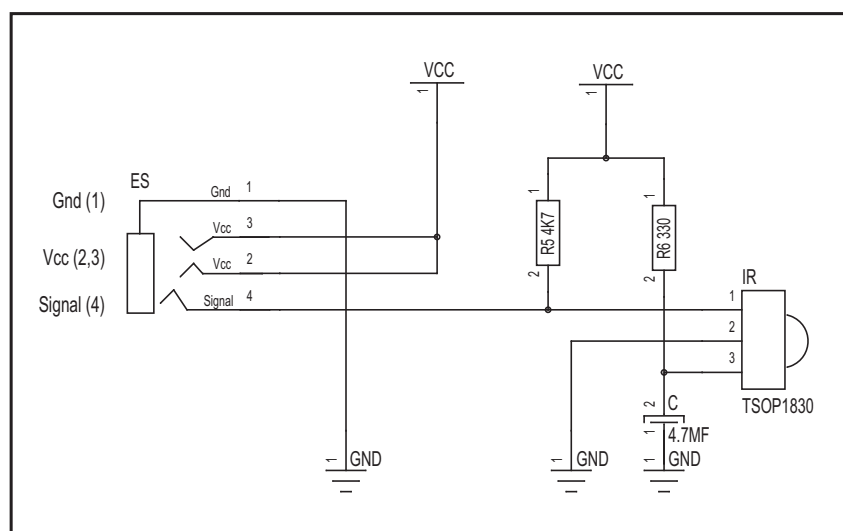 VCC
1
VCC
1
ES
Gnd (1)
Gnd
1
Vcc
3
Vcc (2,3)
Vcc
2
Signal (4)
Signal
4
1
R5 4K7
2
1
R6 330
2
IR
1
2
3
TSOP1830
2
C
1
4.7MF
1
GND
1
GND
1
GND